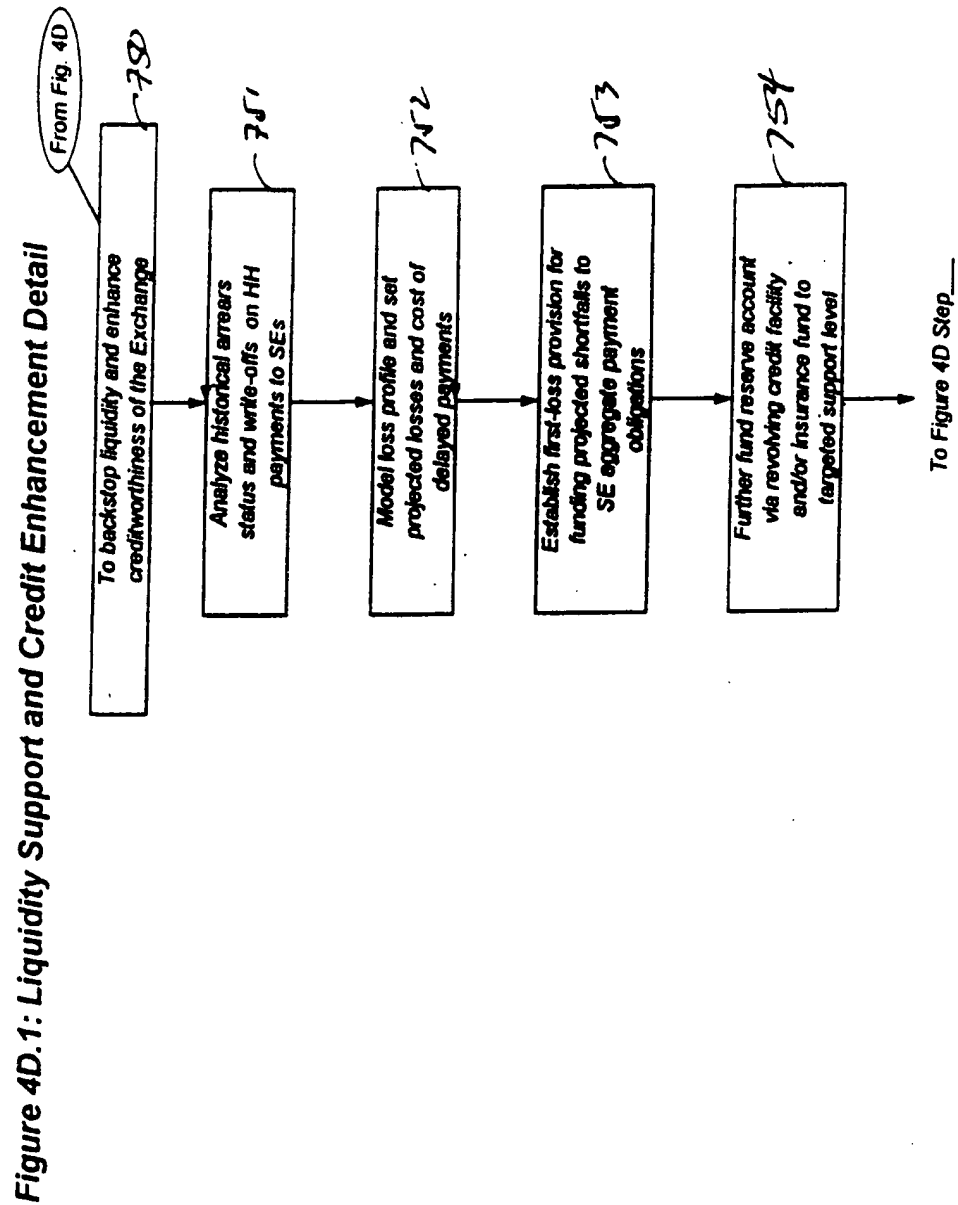 Figure 4D.1: Liquidity Support and Credit Enhancement Detail
From Fig. 4D
To backstop liquidity and enhance
creditworthiness of the Exchange
750
Analyze historical arrears
status and write-offs on HH
payments to SEs
751
Model loss profile and set
projected losses and cost of
delayed payments
752
Establish first-loss provision for
funding projected shortfalls to
SE aggregate payment
obligations
753
Further fund reserve account
via revolving credit facility
and/or insurance fund to
targeted support level
754
To Figure 4D Step__